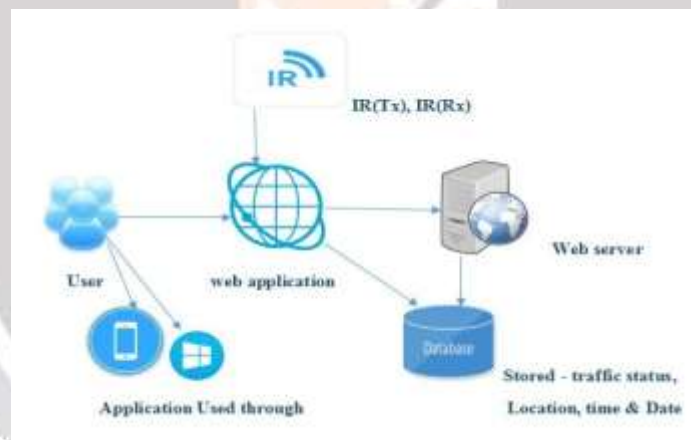 IR
IR(Tx), IR(Rx)
User
web application
Web server
Database
Stored - traffic status,
Location, time & Date
Application Used through